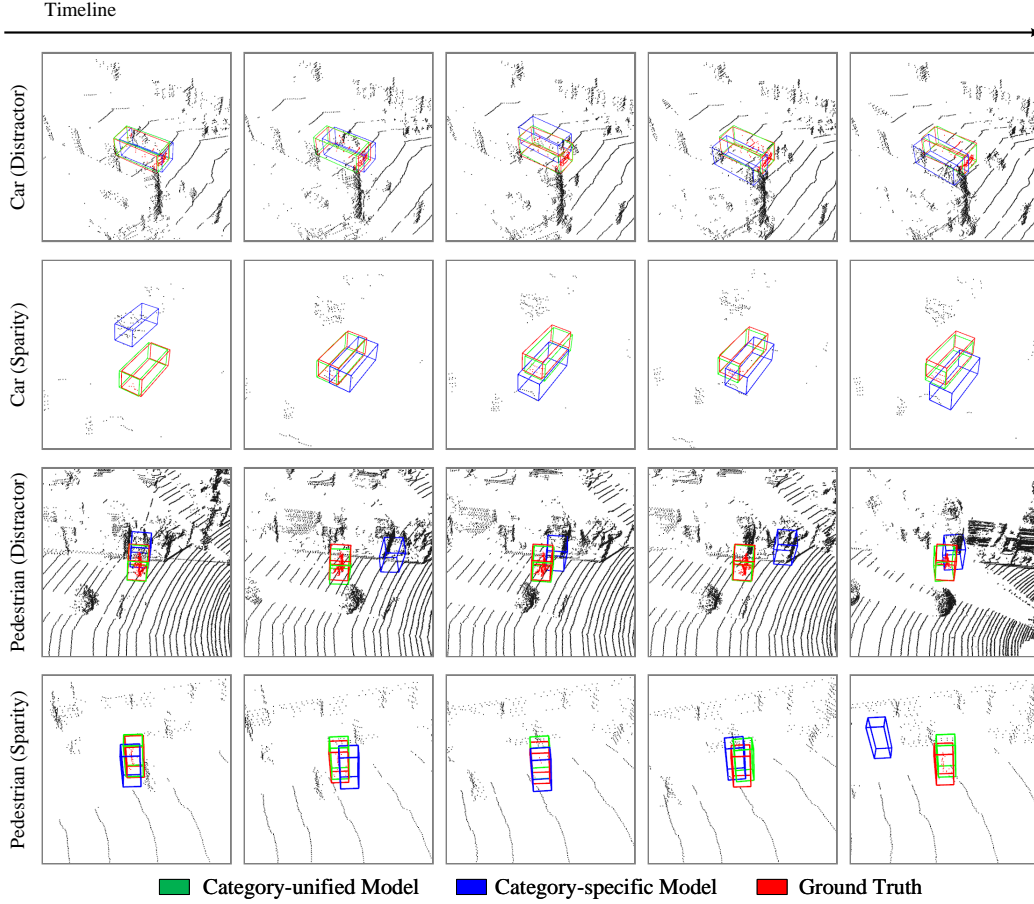 Timeline
Car (Distractor)
Car (Sparity)
Pedestrian (Distractor)
Pedestrian (Sparity)
Category-unified Model
Category-specific Model
Ground Truth